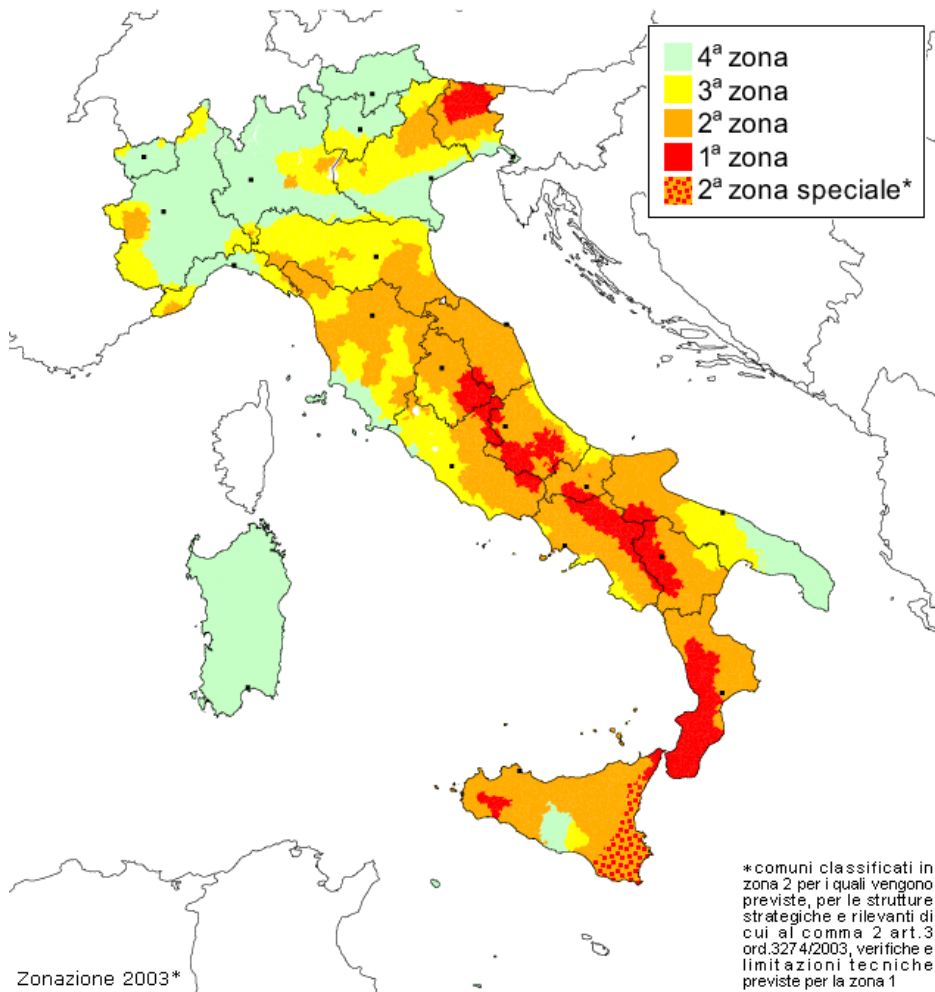 4ª zona
3ª zona
2ª zona
1ª zona
2ª zona speciale*
*comuni classificati in
zona 2 per i quali vengono
previste, per le strutture
strategiche e rilevanti di
cui al comma 2 art.3
ord.3274/2003, verifiche e
limitazioni tecniche
previste per la zona 1
Zonazione 2003*